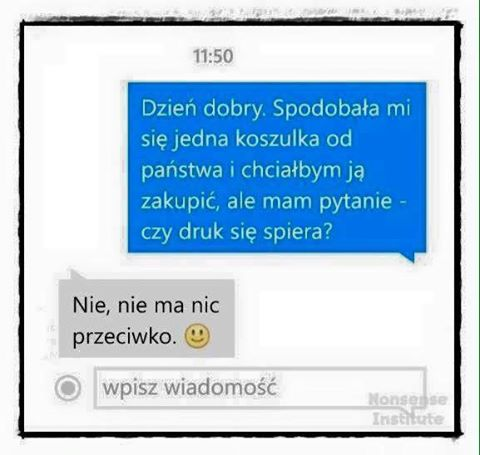 11:50
Dzień dobry. Spodobała mi
się jedna koszulka od
państwa i chciałbym ją
zakupić, ale mam pytanie -
czy druk się spiera?
Nie, nie ma nic
przeciwko. 🙂
wpisz wiadomość
Nonsense
Institute